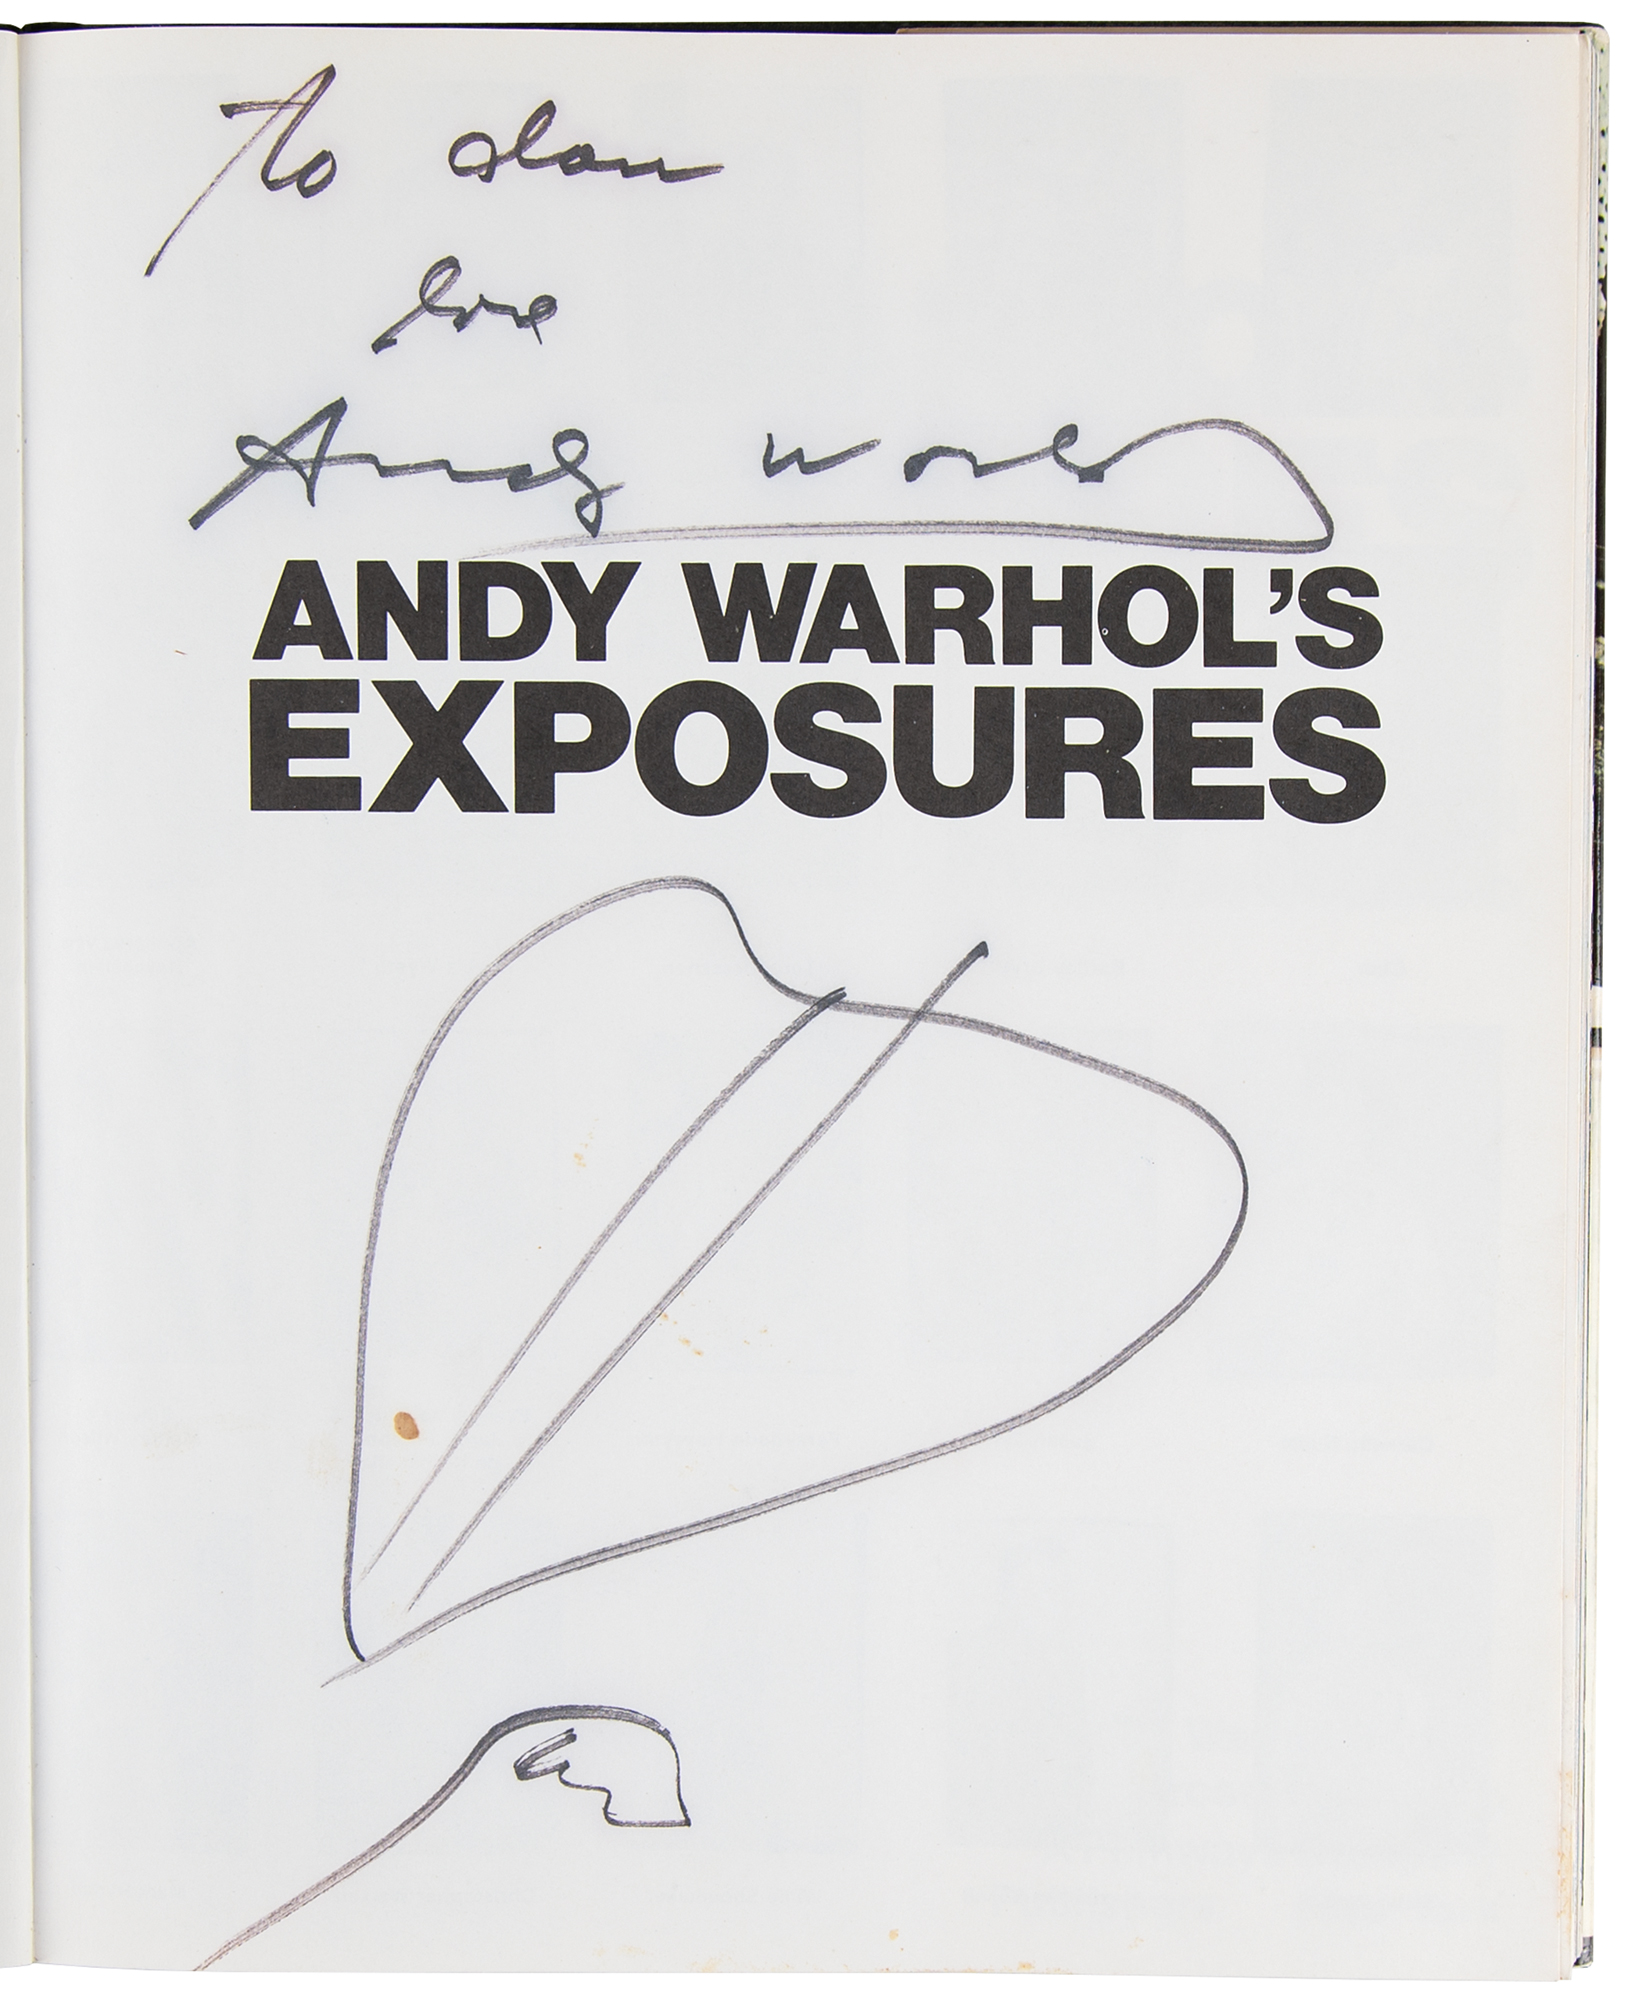 to alan
love
Andy Warhol
ANDY WARHOL'S
EXPOSURES